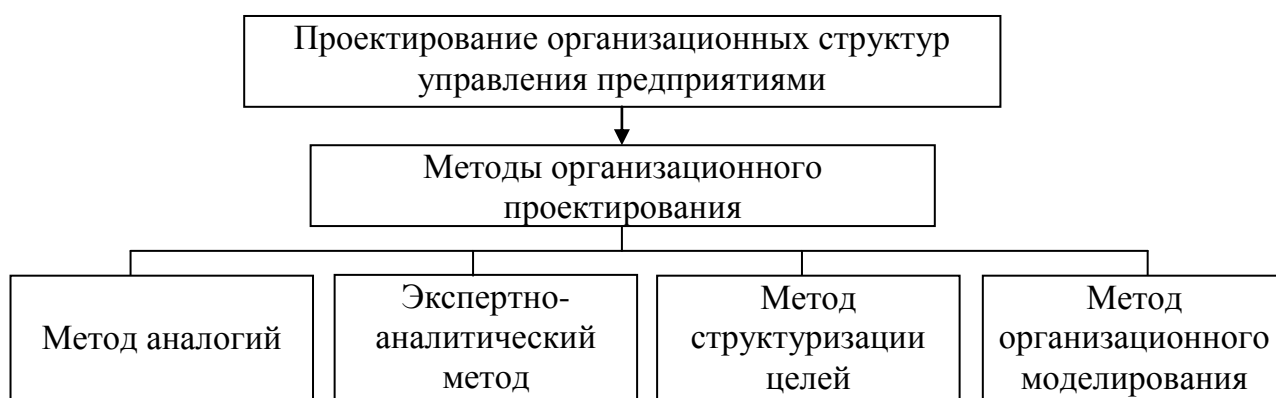 Проектирование организационных структур
управления предприятиями
Методы организационного
проектирования
Метод аналогий
Экспертно-
аналитический
метод
Метод
структуризации
целей
Метод
организационного
моделирования